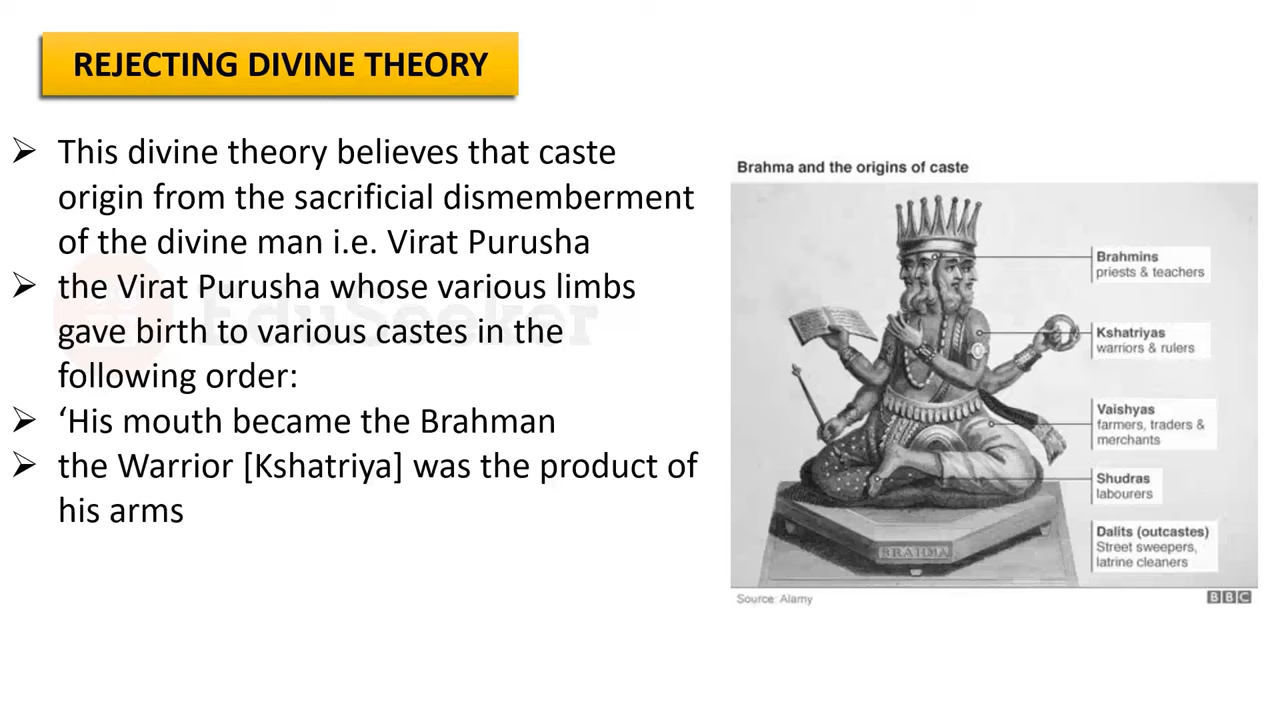 REJECTING DIVINE THEORY
➢ This divine theory believes that caste
origin from the sacrificial dismemberment
of the divine man i.e. Virat Purusha
➢ the Virat Purusha whose various limbs
gave birth to various castes in the
following order:
➢ ‘His mouth became the Brahman
➢ the Warrior [Kshatriya] was the product of
his arms
EduSeeker
Brahma and the origins of caste
Brahmins
priests & teachers
Kshatriyas
warriors & rulers
Vaishyas
farmers, traders &
merchants
Shudras
labourers
Dalits (outcastes)
Street sweepers,
latrine cleaners
BRAHMA
Source: Alamy
BBC